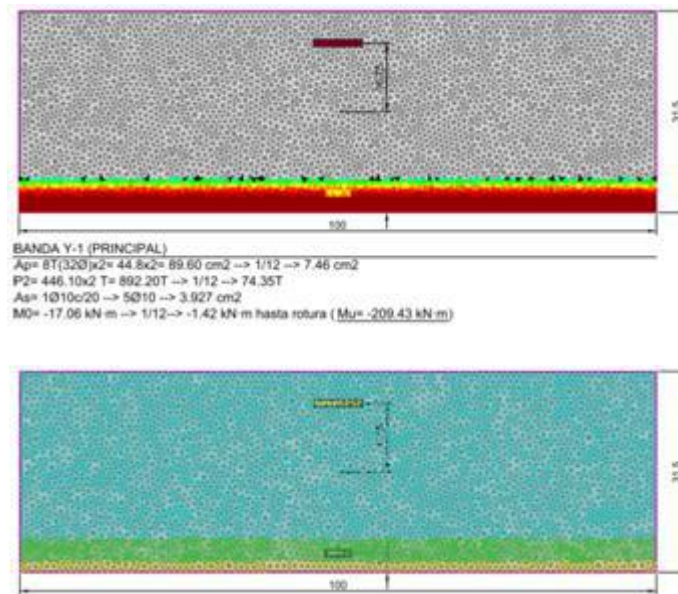 31,5
100
BANDA Y-1 (PRINCIPAL)
Ap= 8T(32Ø)x2= 44.8x2= 89.60 cm2 --> 1/12 --> 7.46 cm2
P2= 446.10x2 T= 892.20T --> 1/12 --> 74.35T
As= 1Ø10c/20 --> 5Ø10 --> 3.927 cm2
M0= -17.06 kN·m --> 1/12--> -1.42 kN·m hasta rotura ( Mu= -209.43 kN·m)
31,5
100